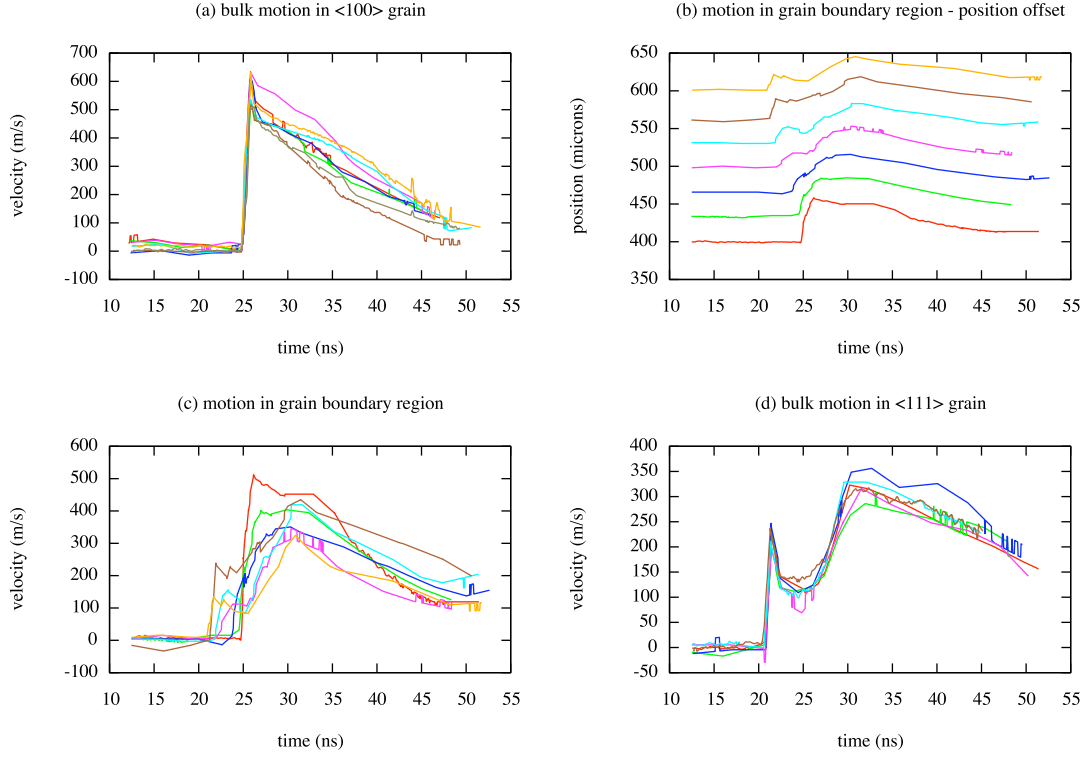 (a) bulk motion in <100> grain
velocity (m/s)
700
600
500
400
300
200
100
0
-100
10 15 20 25 30 35 40 45 50 55
time (ns)
(b) motion in grain boundary region - position offset
position (microns)
650
600
550
500
450
400
350
10 15 20 25 30 35 40 45 50 55
time (ns)
(c) motion in grain boundary region
velocity (m/s)
600
500
400
300
200
100
0
-100
10 15 20 25 30 35 40 45 50 55
time (ns)
(d) bulk motion in <111> grain
velocity (m/s)
400
350
300
250
200
150
100
50
0
-50
10 15 20 25 30 35 40 45 50 55
time (ns)